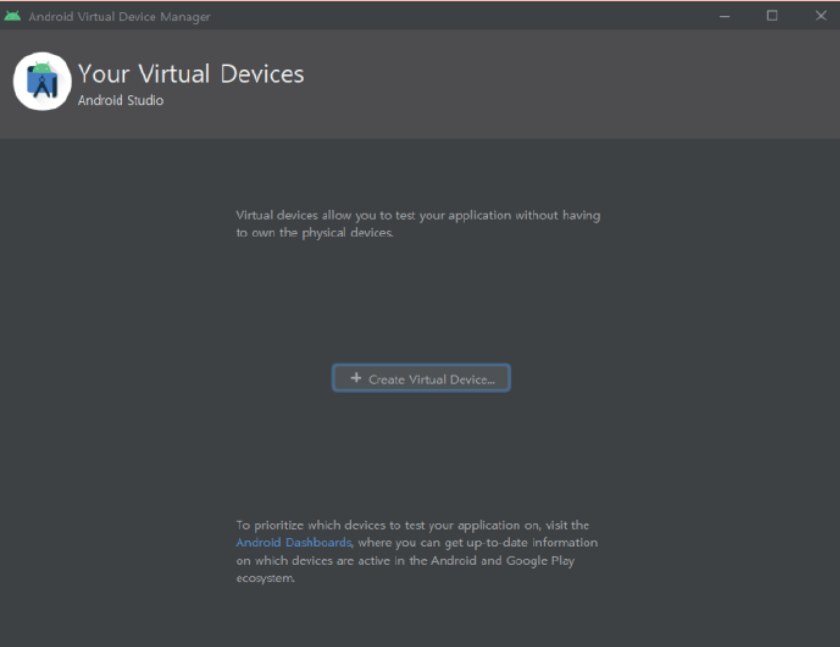 Android Virtual Device Manager
Your Virtual Devices
Android Studio
Virtual devices allow you to test your application without having
to own the physical devices.
+ Create Virtual Device...
To prioritize which devices to test your application on, visit the
Android Dashboards, where you can get up-to-date information
on which devices are active in the Android and Google Play
ecosystem.